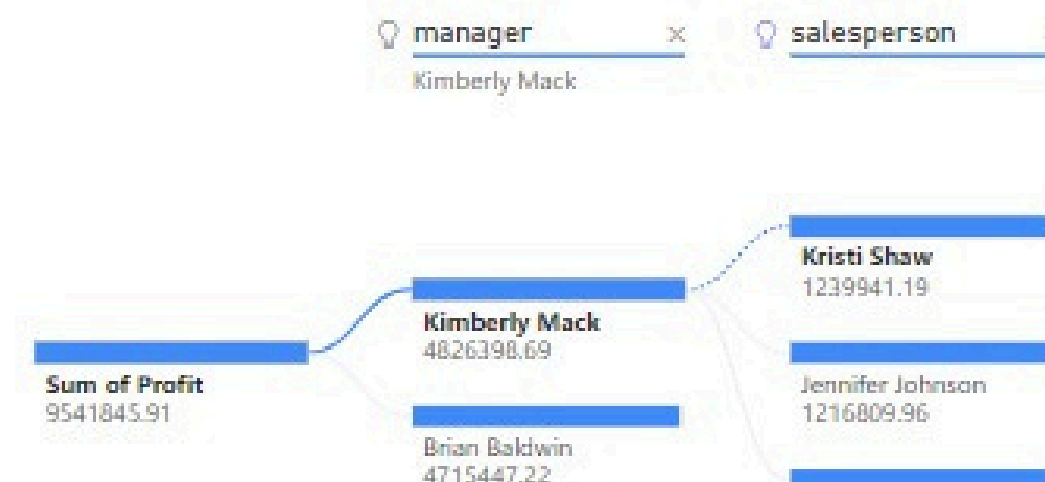 manager
salesperson
Kimberly Mack
Kristi Shaw
1239941.19
Kimberly Mack
4826398.69
Sum of Profit
9541845.91
Jennifer Johnson
1216809.96
Brian Baldwin
4715447.22